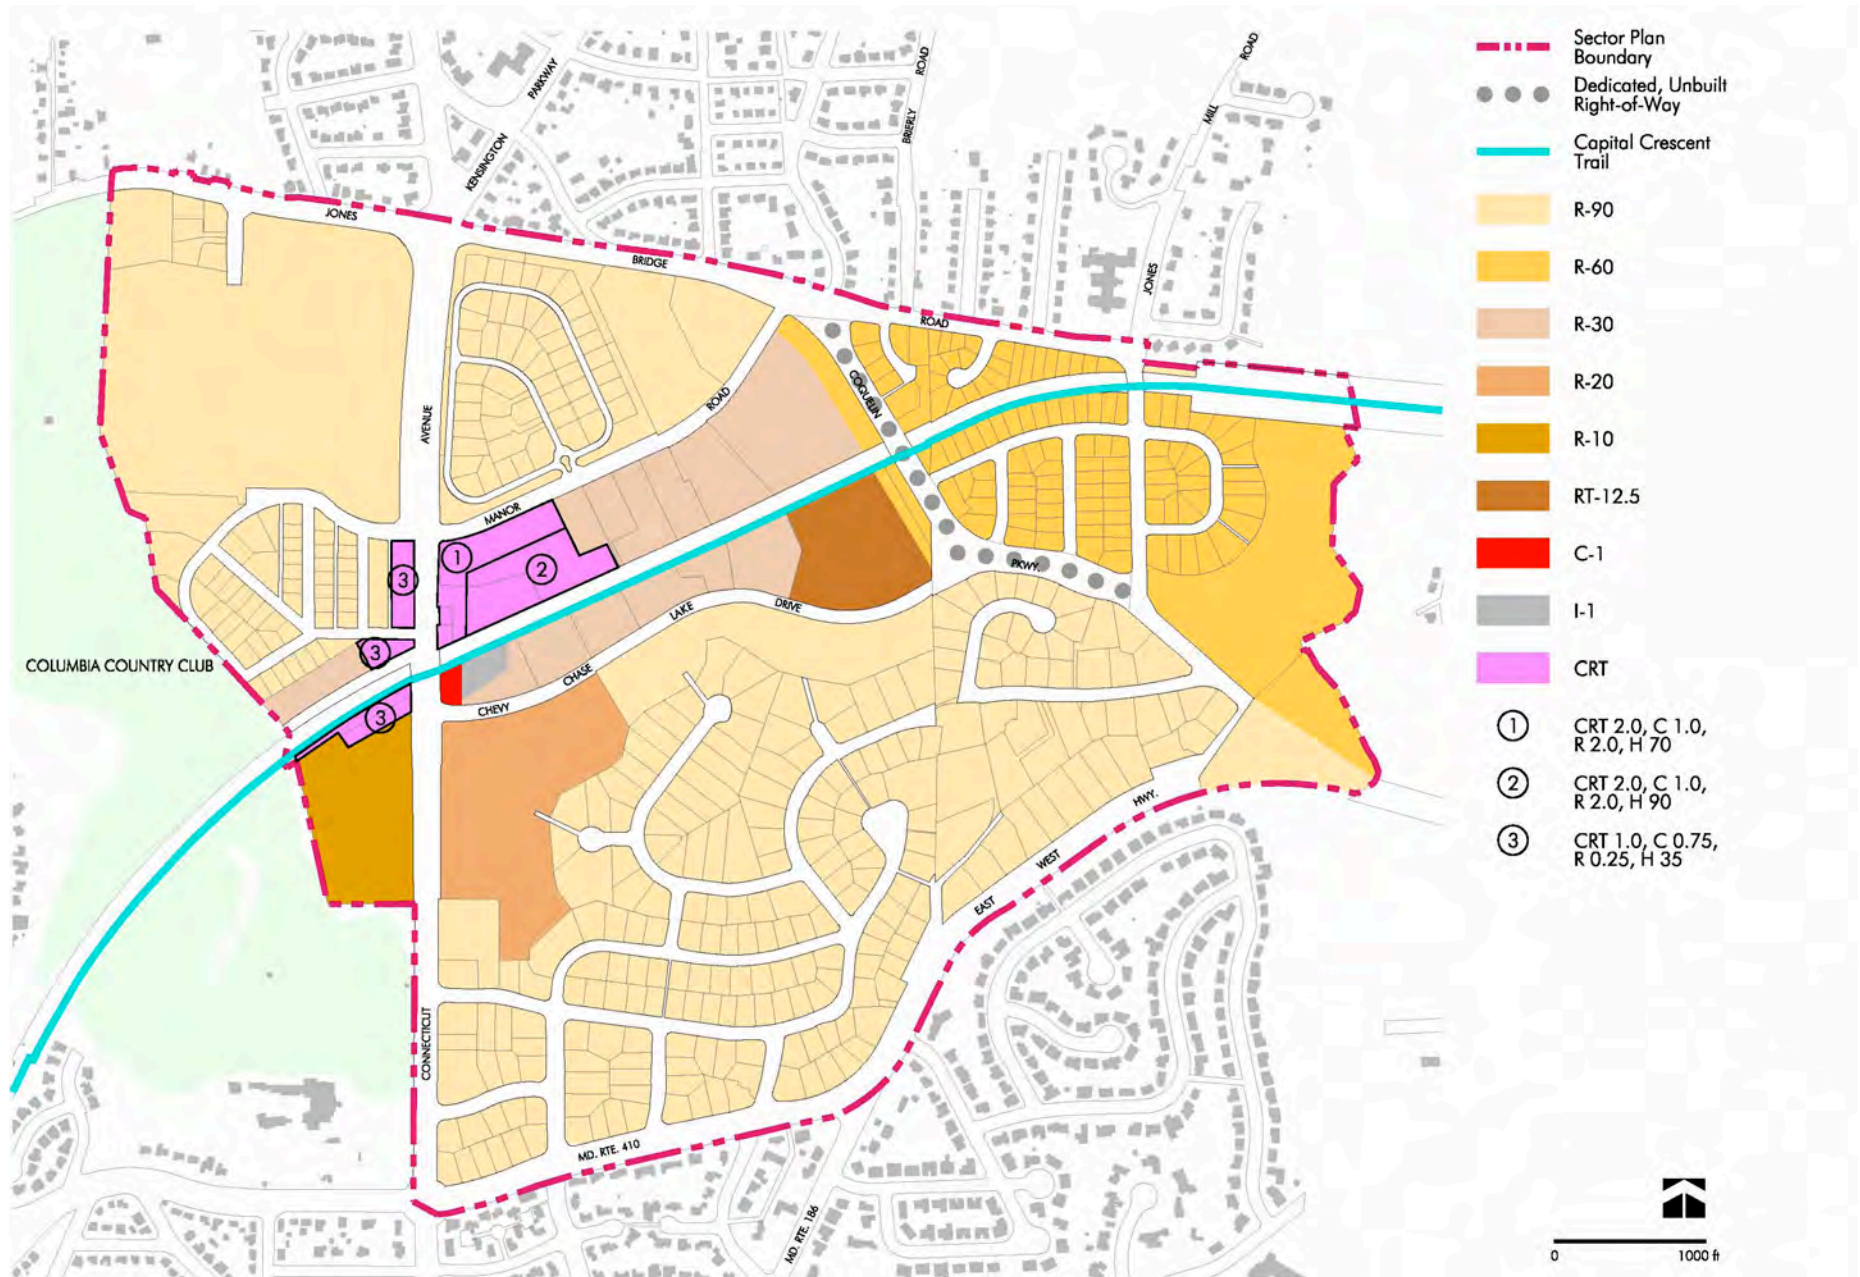 PARKWAY
KENSINGTON
ROAD
BRIERLY
ROAD
MILL
JONES
JONES
BRIDGE
ROAD
AVENUE
ROAD
COQUELIN
MANOR
1
2
3
PKWY.
DRIVE
LAKE
3
COLUMBIA COUNTRY CLUB
CHASE
CHEVY
3
HWY.
WEST
EAST
CONNECTICUT
MD. RTE. 410
MD. RTE. 186
Sector Plan
Boundary
Dedicated, Unbuilt
Right-of-Way
Capital Crescent
Trail
R-90
R-60
R-30
R-20
R-10
RT-12.5
C-1
I-1
CRT
1
CRT 2.0, C 1.0,
R 2.0, H 70
2
CRT 2.0, C 1.0,
R 2.0, H 90
3
CRT 1.0, C 0.75,
R 0.25, H 35
0
1000 ft